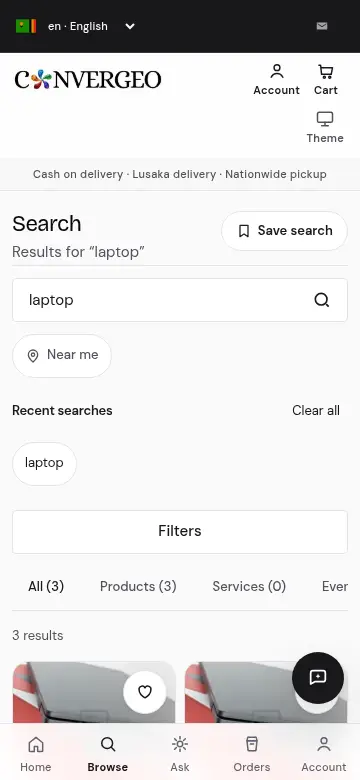 en · English
CONVERGEO
Account
Cart
Theme
Cash on delivery · Lusaka delivery · Nationwide pickup
Search
Save search
Results for “laptop”
laptop
Near me
Recent searches
Clear all
laptop
Filters
All (3)
Products (3)
Services (0)
Ever
3 results
Home
Browse
Ask
Orders
Account